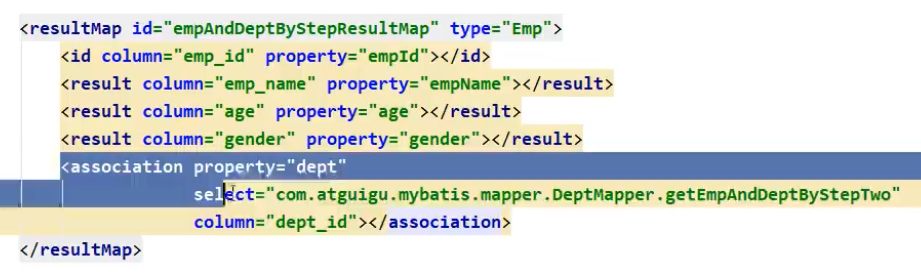 <resultMap id="empAndDeptByStepResultMap" type="Emp">
<id column="emp_id" property="empId"></id>
<result column="emp_name" property="empName"></result>
<result column="age" property="age"></result>
<result column="gender" property="gender"></result>
<association property="dept"
select="com.atguigu.mybatis.mapper.DeptMapper.getEmpAndDeptByStepTwo"
column="dept_id"></association>
</resultMap>